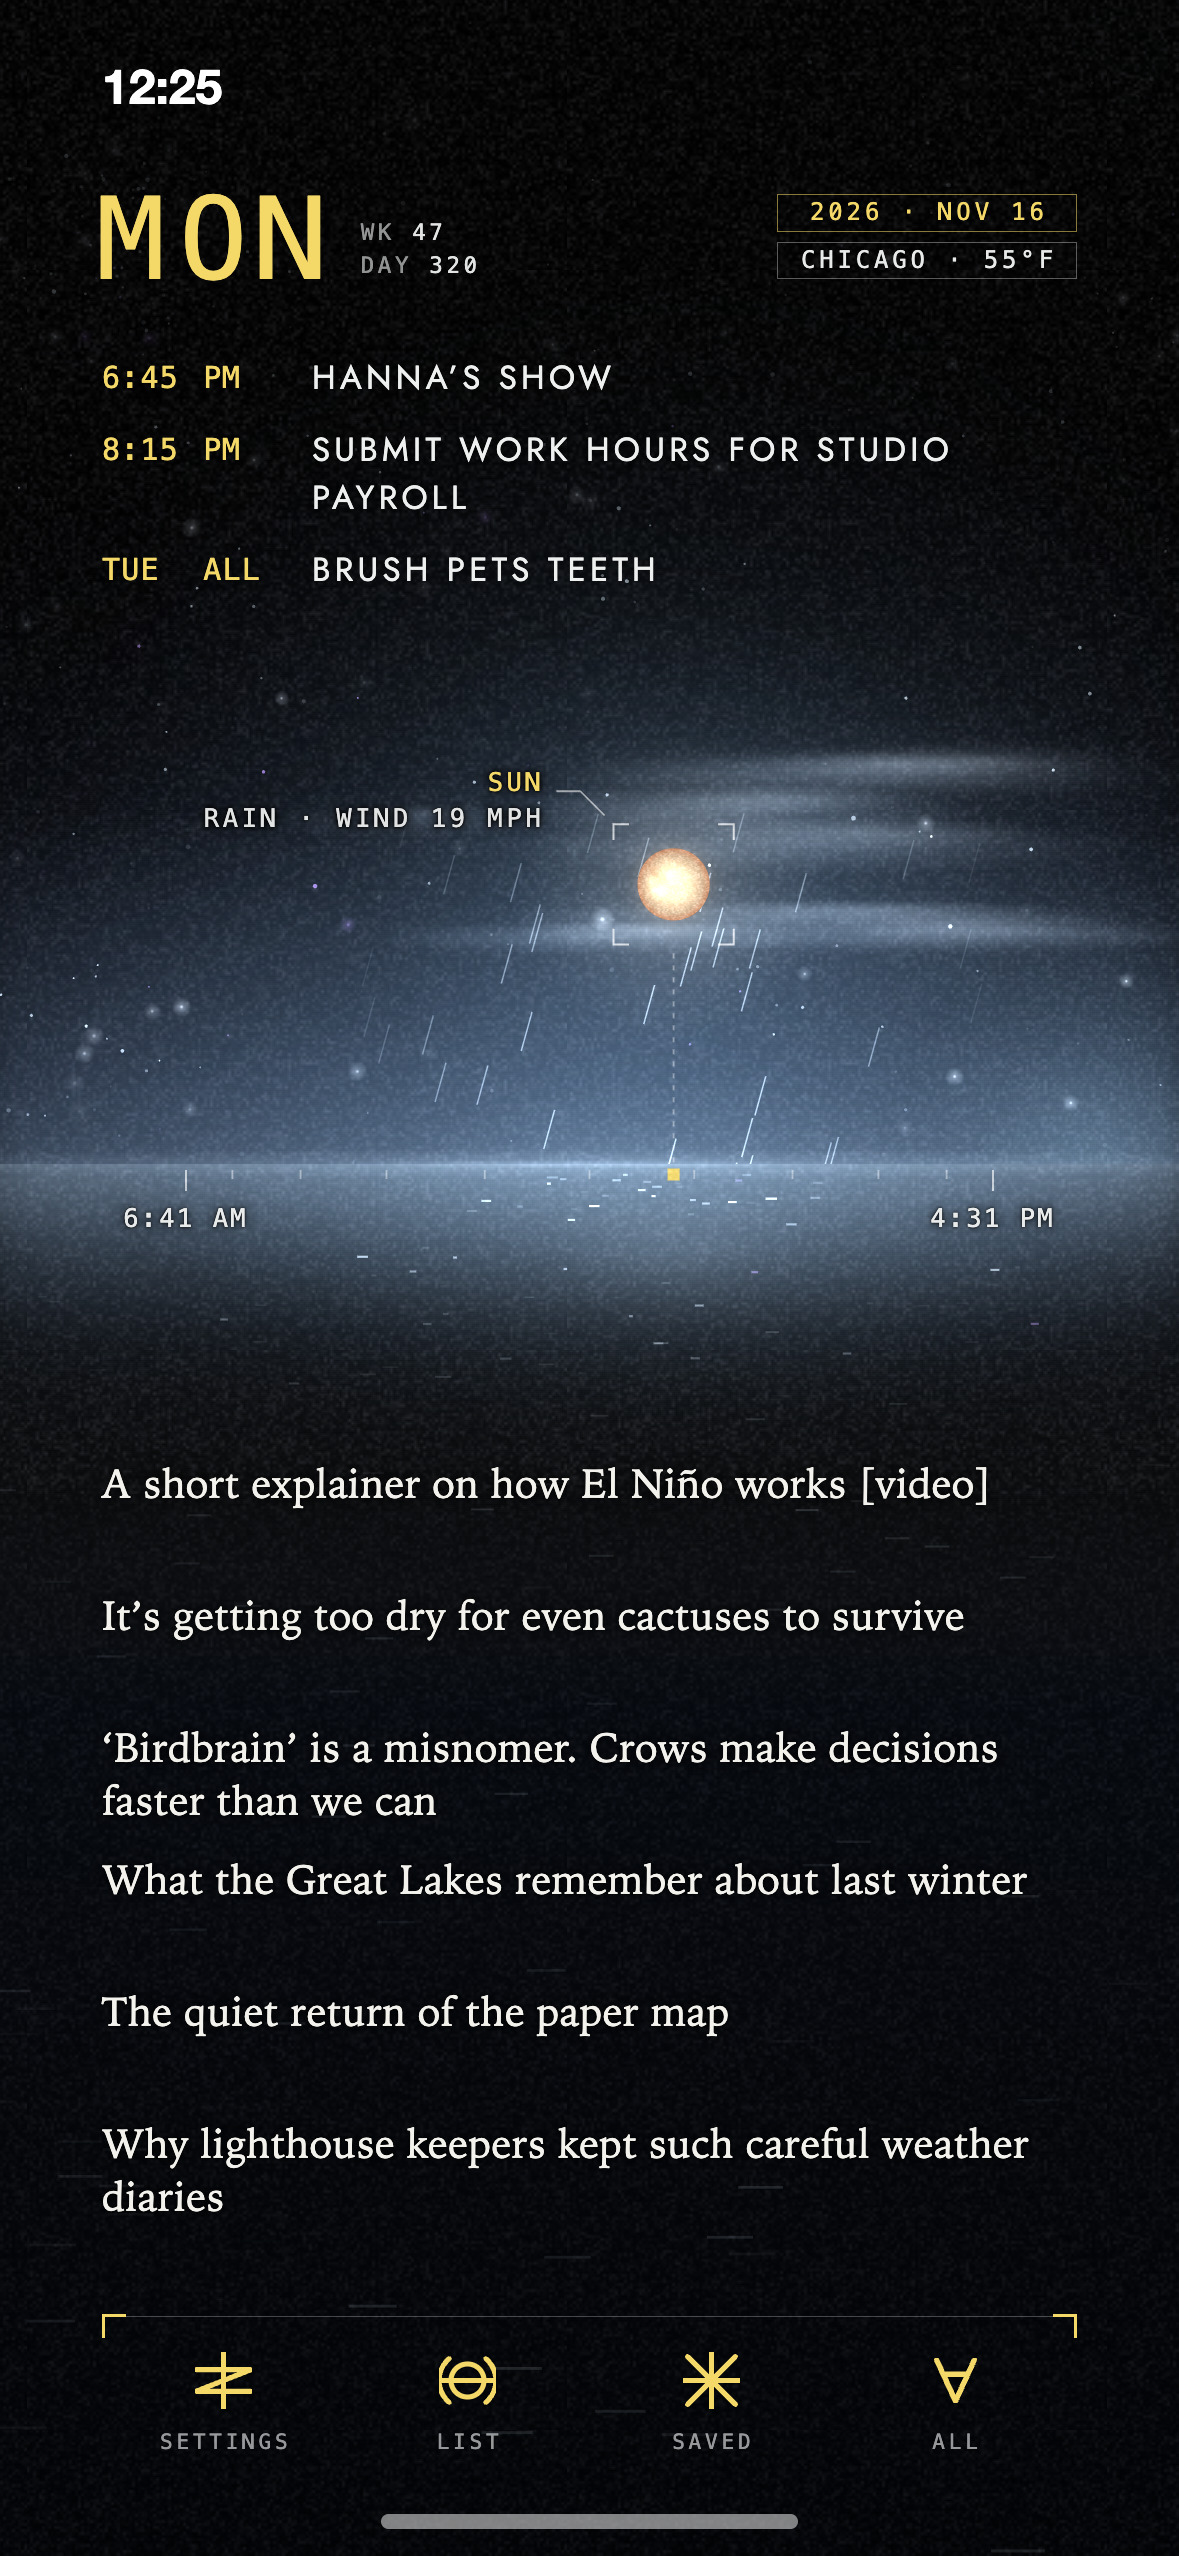 12:25
MON
WK 47
DAY 320
2026 · NOV 16
CHICAGO · 55°F
6:45 PM HANNA’S SHOW
8:15 PM SUBMIT WORK HOURS FOR STUDIO
PAYROLL
TUE ALL BRUSH PETS TEETH
SUN
RAIN · WIND 19 MPH
6:41 AM
4:31 PM
A short explainer on how El Niño works [video]
It’s getting too dry for even cactuses to survive
‘Birdbrain’ is a misnomer. Crows make decisions
faster than we can
What the Great Lakes remember about last winter
The quiet return of the paper map
Why lighthouse keepers kept such careful weather
diaries
SETTINGS
LIST
SAVED
ALL